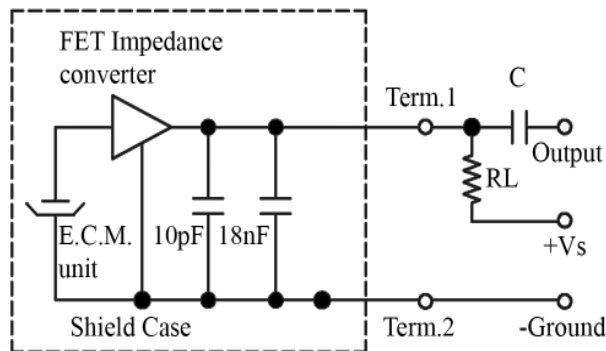 FET Impedance
converter
Term.1
C
Output
RL
+Vs
E.C.M.
unit
10pF
18nF
Shield Case
Term.2
-Ground